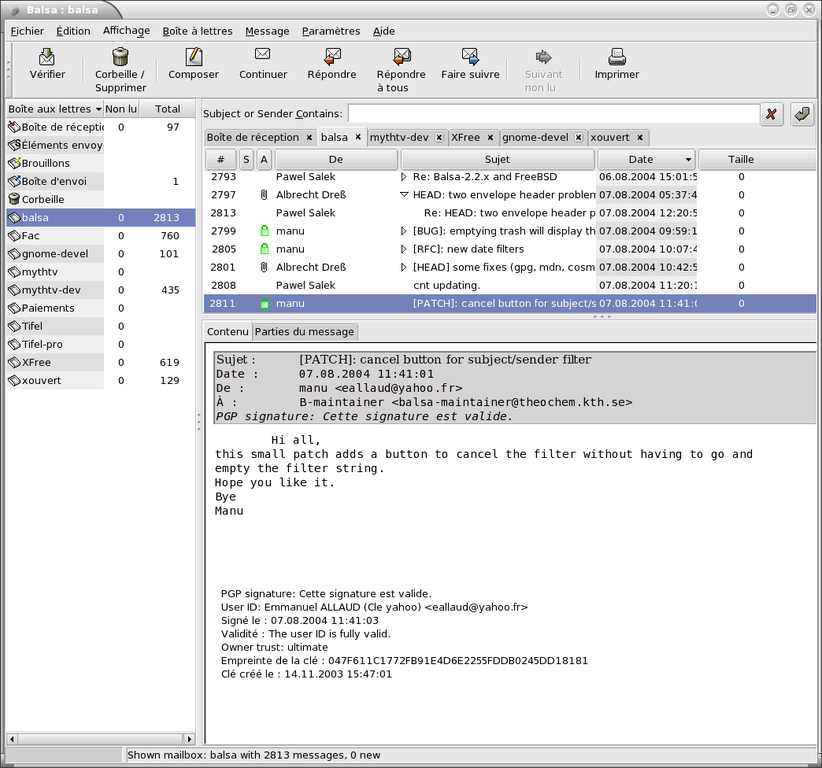 Balsa : balsa
Fichier Édition Affichage Boîte à lettres Message Paramètres Aide
Vérifier Corbeille / Supprimer Composer Continuer Répondre Répondre à tous Faire suivre Suivant non lu Imprimer
Boîte aux lettres Non lu Total
Boîte de réceptio 0 97
Éléments envoy
Brouillons
Boîte d'envoi 1
Corbeille
balsa 0 2813
Fac 0 760
gnome-devel 0 101
mythtv 0
mythtv-dev 0 435
Paiements 0
Tifel 0
Tifel-pro 0
XFree 0 619
xouvert 0 129
Subject or Sender Contains:
Boîte de réception balsa mythtv-dev XFree gnome-devel xouvert
# S A De Sujet Date Taille
2793 Pawel Salek Re: Balsa-2.2.x and FreeBSD 06.08.2004 15:01:5 0
2797 Albrecht Dreß HEAD: two envelope header problem 07.08.2004 05:37:4 0
2813 Pawel Salek Re: HEAD: two envelope header p 07.08.2004 12:20:5 0
2799 manu [BUG]: emptying trash will display th 07.08.2004 09:59:1 0
2805 manu [RFC]: new date filters 07.08.2004 10:07:4 0
2801 Albrecht Dreß [HEAD] some fixes (gpg, mdn, cosm 07.08.2004 10:42:5 0
2808 Pawel Salek cnt updating. 07.08.2004 11:20:1 0
2811 manu [PATCH]: cancel button for subject/s 07.08.2004 11:41:0 0
Contenu Parties du message
Sujet : [PATCH]: cancel button for subject/sender filter
Date : 07.08.2004 11:41:01
De : manu <eallaud@yahoo.fr>
À : B-maintainer <balsa-maintainer@theochem.kth.se>
PGP signature: Cette signature est valide.
Hi all,
this small patch adds a button to cancel the filter without having to go and
empty the filter string.
Hope you like it.
Bye
Manu
PGP signature: Cette signature est valide.
User ID: Emmanuel ALLAUD (Cle yahoo) <eallaud@yahoo.fr>
Signé le : 07.08.2004 11:41:03
Validité : The user ID is fully valid.
Owner trust: ultimate
Empreinte de la clé : 047F611C1772FB91E4D6E2255FDDB0245DD18181
Clé créé le : 14.11.2003 15:47:01
Shown mailbox: balsa with 2813 messages, 0 new